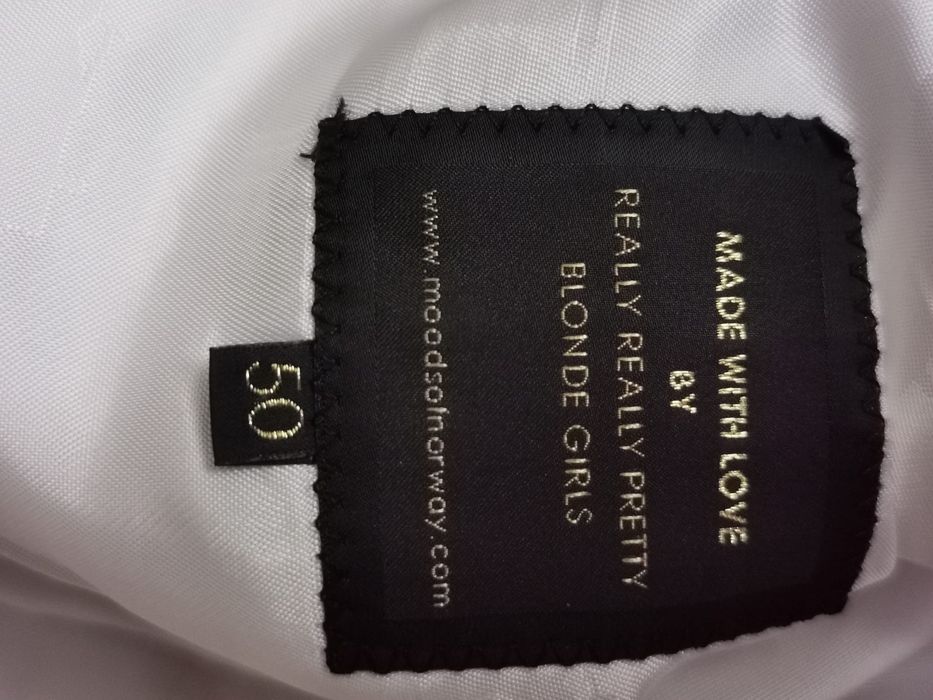 MADE WITH LOVE
BY
REALLY REALLY PRETTY
BLONDE GIRLS
www.moodsofnorway.com
50